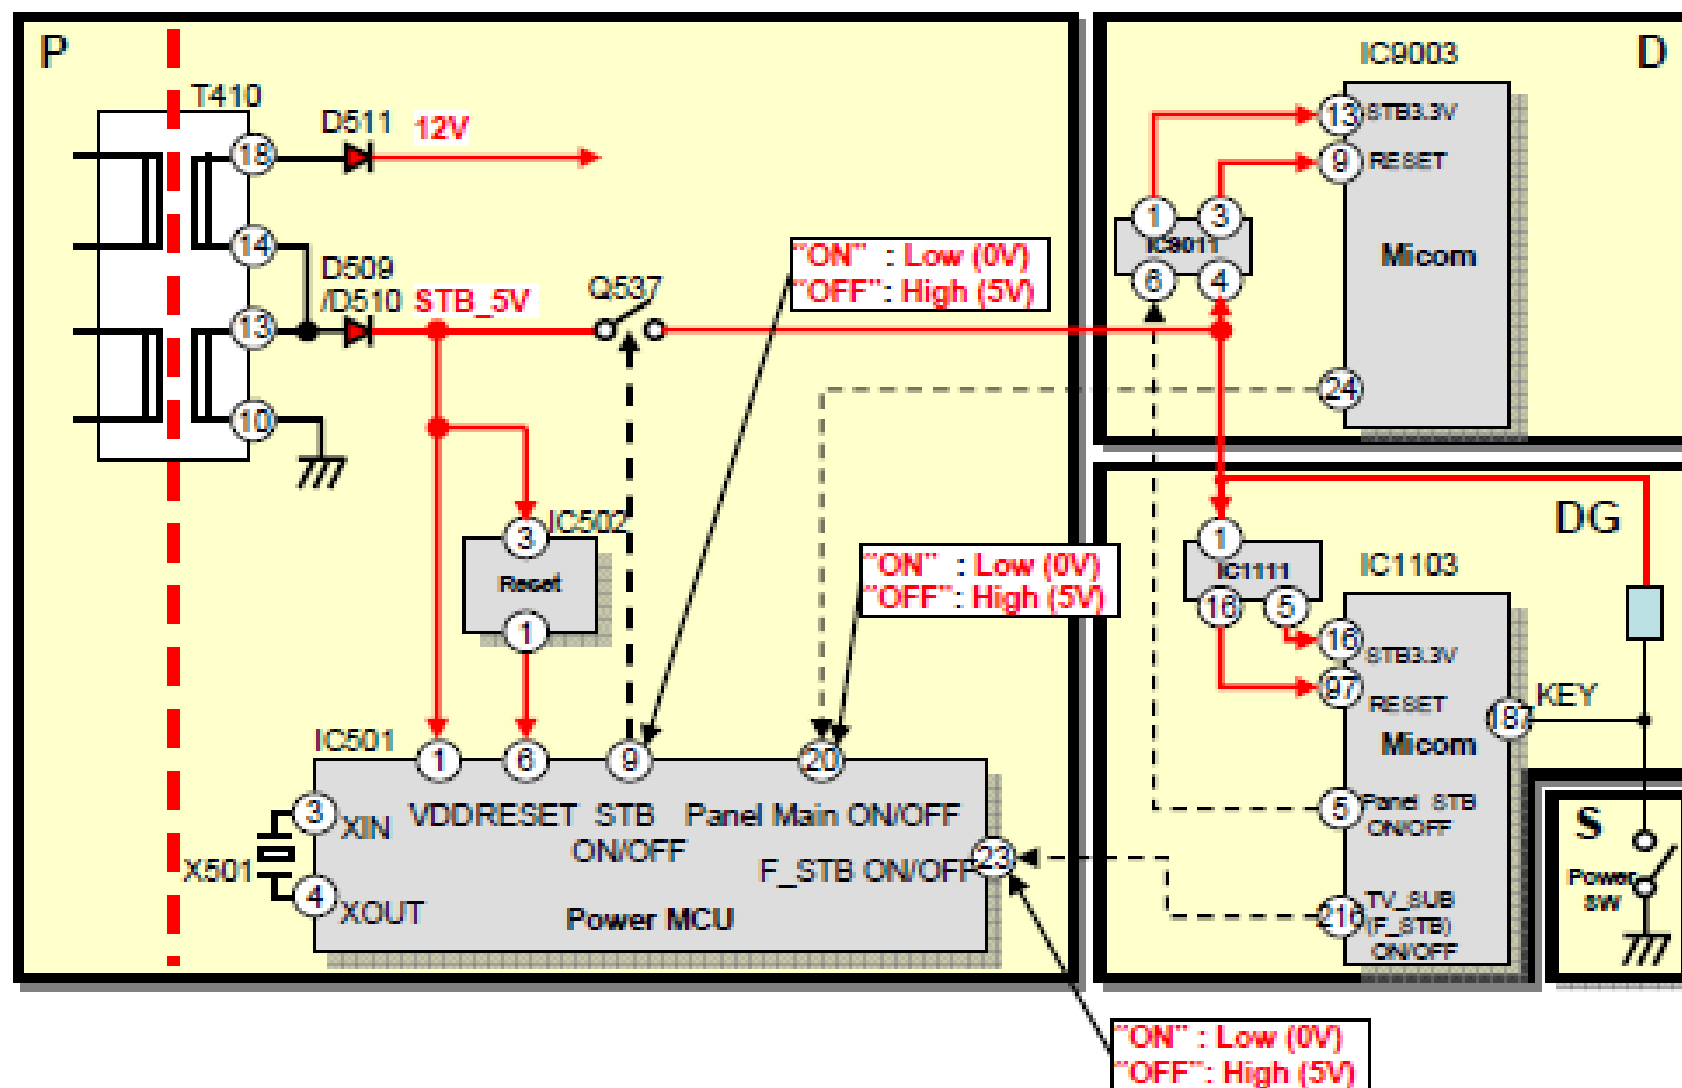 P
D
T410
IC9003
D511
12V
18
14
D509
/D510
STB_5V
Q537
13
10
"ON" : Low (0V)
"OFF": High (5V)
13
STB3.3V
9
RESET
1
3
IC9011
6
4
Micom
24
3
IC502
Reset
1
"ON" : Low (0V)
"OFF": High (5V)
DG
1
IC1111
16
5
IC1103
16
STB3.3V
97
RESET
Micom
187
KEY
5
Panel_STB
ON/OFF
216
TV_SUB
(F_STB)
ON/OFF
S
Power
SW
IC501
1
6
9
20
3
XIN
VDD
RESET
STB
ON/OFF
Panel Main ON/OFF
F_STB ON/OFF
23
X501
4
XOUT
Power MCU
"ON" : Low (0V)
"OFF": High (5V)